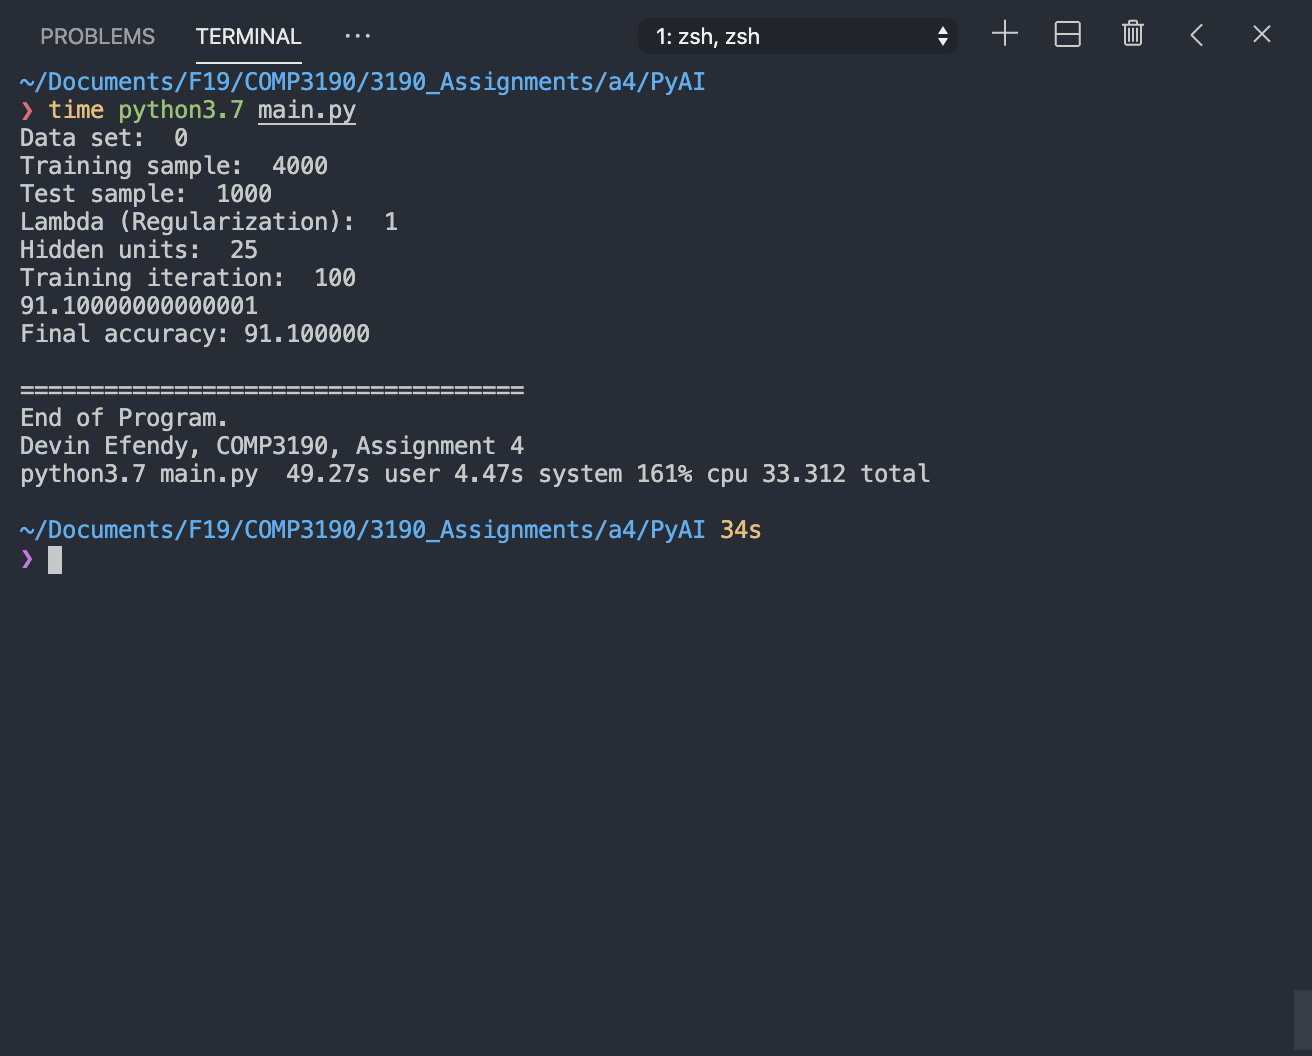 PROBLEMS TERMINAL ··· 1: zsh, zsh
~/Documents/F19/COMP3190/3190_Assignments/a4/PyAI
❯ time python3.7 main.py
Data set:  0
Training sample:  4000
Test sample:  1000
Lambda (Regularization):  1
Hidden units:  25
Training iteration:  100
91.10000000000001
Final accuracy: 91.100000
====================================
End of Program.
Devin Efendy, COMP3190, Assignment 4
python3.7 main.py  49.27s user 4.47s system 161% cpu 33.312 total
~/Documents/F19/COMP3190/3190_Assignments/a4/PyAI 34s
❯